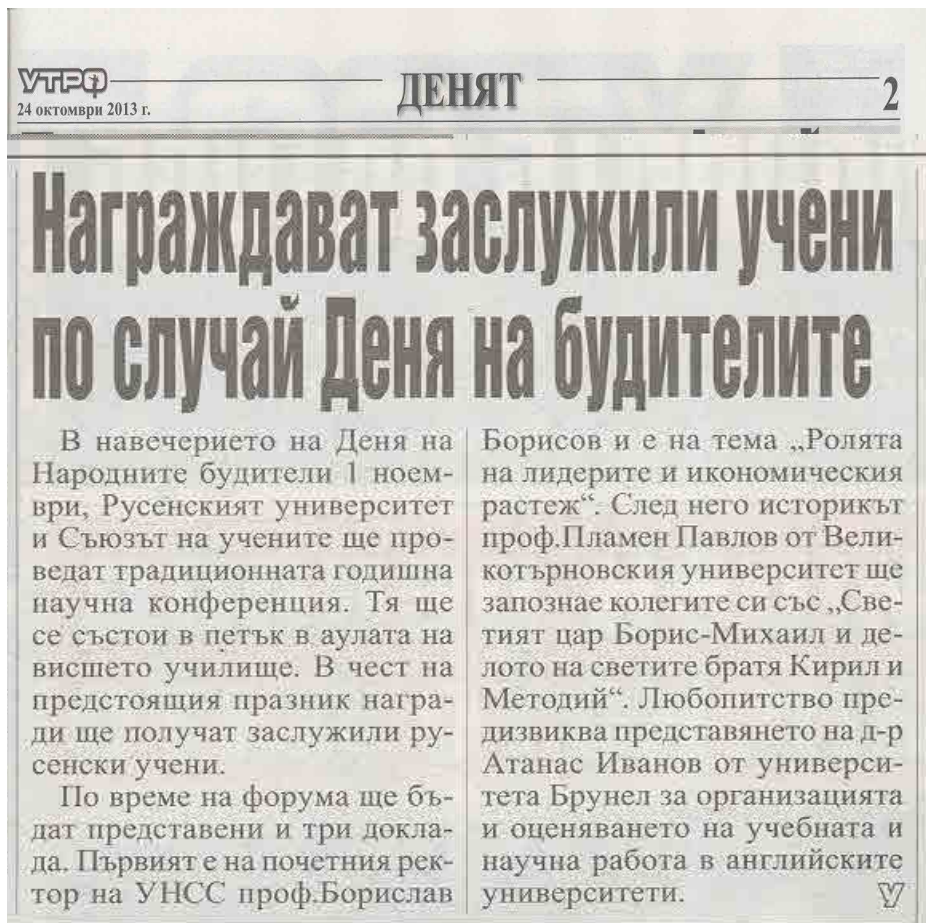 УТРО
24 октомври 2013 г.
ДЕНЯТ
2
Награждават заслужили учени
по случай Деня на будителите
В навечерието на Деня на
Народните будители 1 ноем-
ври, Русенският университет
и Съюзът на учените ще про-
ведат традиционната годишна
научна конференция. Тя ще
се състои в петък в аулата на
висшето училище. В чест на
предстоящия празник награ-
ди ще получат заслужили ру-
сенски учени.
По време на форума ще бъ-
дат представени и три докла-
да. Първият е на почетния рек-
тор на УНСС проф.Борислав
Борисов и е на тема „Ролята
на лидерите и икономическия
растеж“. След него историкът
проф.Пламен Павлов от Вели-
котърновския университет ще
запознае колегите си със „Све-
тият цар Борис-Михаил и де-
лото на светите братя Кирил и
Методий“. Любопитство пре-
дизвиква представянето на д-р
Атанас Иванов от универси-
тета Брунел за организацията
и оценяването на учебната и
научна работа в английските
университети.
У